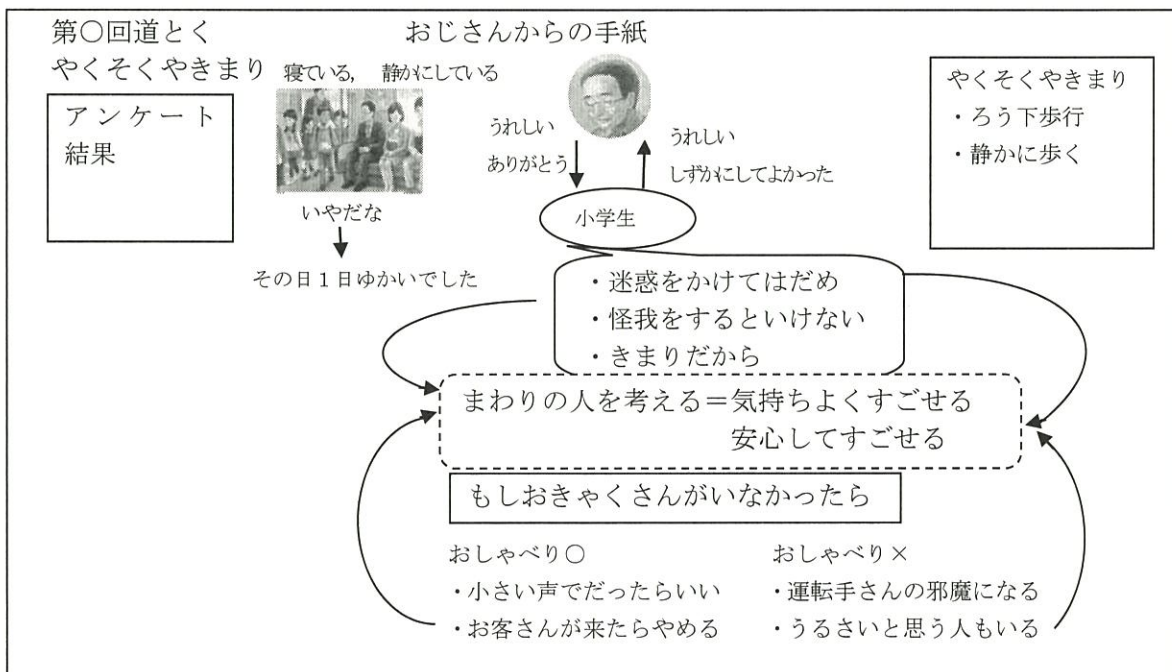 第〇回道とく
やくそくやきまり
アンケート
結果
おじさんからの手紙
寝ている，　静かにしている
いやだな
その日１日ゆかいでした
うれしい
ありがとう
うれしい
しずかにしてよかった
小学生
やくそくやきまり
・ろう下歩行
・静かに歩く
・迷惑をかけてはだめ
・怪我をするといけない
・きまりだから
まわりの人を考える＝気持ちよくすごせる
安心してすごせる
もしおきゃくさんがいなかったら
おしゃべり○
・小さい声でだったらいい
・お客さんが来たらやめる
おしゃべり×
・運転手さんの邪魔になる
・うるさいと思う人もいる